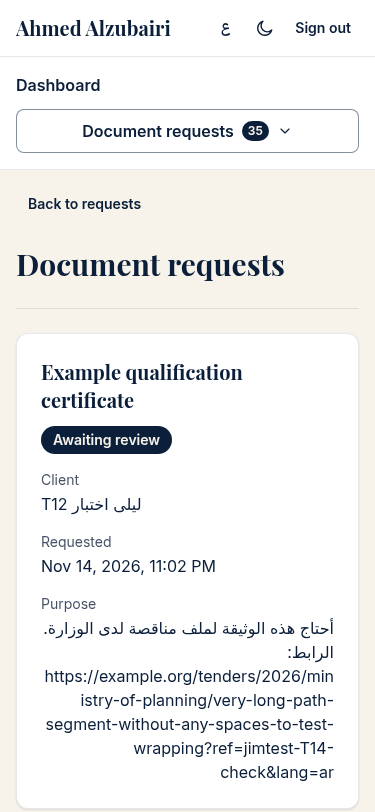 Ahmed Alzubairi
ع
Sign out
Dashboard
Document requests 35
Back to requests
Document requests
Example qualification
certificate
Awaiting review
Client
ليلى اختبار T12
Requested
Nov 14, 2026, 11:02 PM
Purpose
أحتاج هذه الوثيقة لملف مناقصة لدى الوزارة.
الرابط:
https://example.org/tenders/2026/min
istry-of-planning/very-long-path-
segment-without-any-spaces-to-test-
wrapping?ref=jimtest-T14-
check&lang=ar